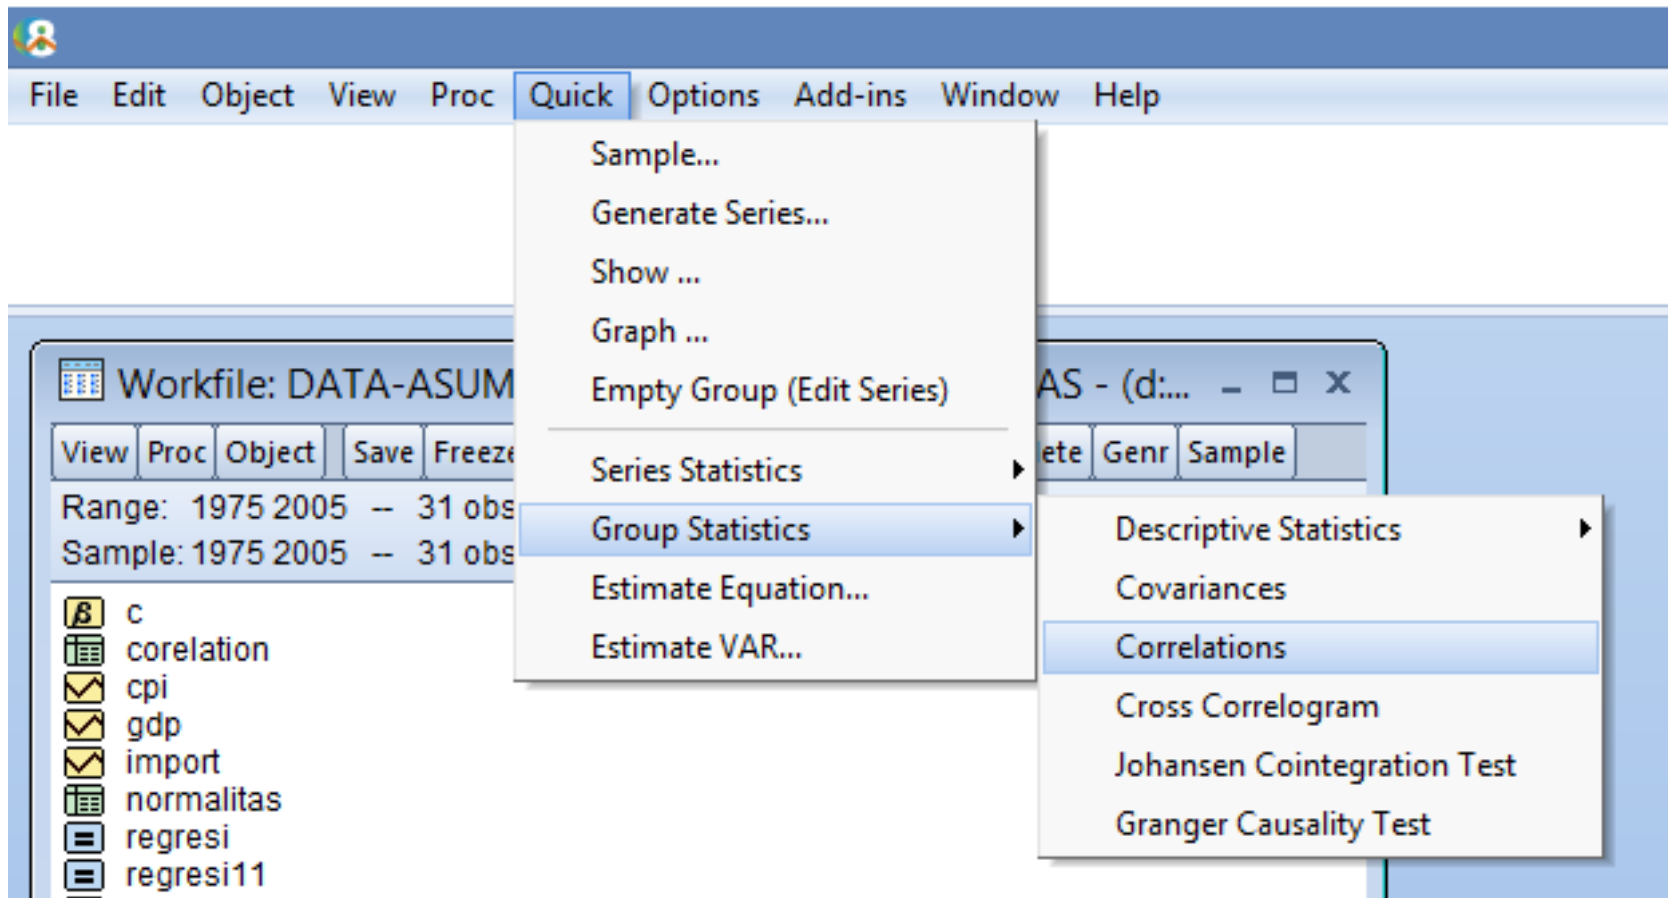 File Edit Object View Proc Quick Options Add-ins Window Help
Sample...
Generate Series...
Show ...
Graph ...
Empty Group (Edit Series)
Series Statistics
Group Statistics
Estimate Equation...
Estimate VAR...
Descriptive Statistics
Covariances
Correlations
Cross Correlogram
Johansen Cointegration Test
Granger Causality Test
Workfile: DATA-ASUM AS - (d:...
View Proc Object Save Freeze ete Genr Sample
Range: 1975 2005 -- 31 obs
Sample: 1975 2005 -- 31 obs
β c
corelation
cpi
gdp
import
normalitas
= regresi
= regresi11